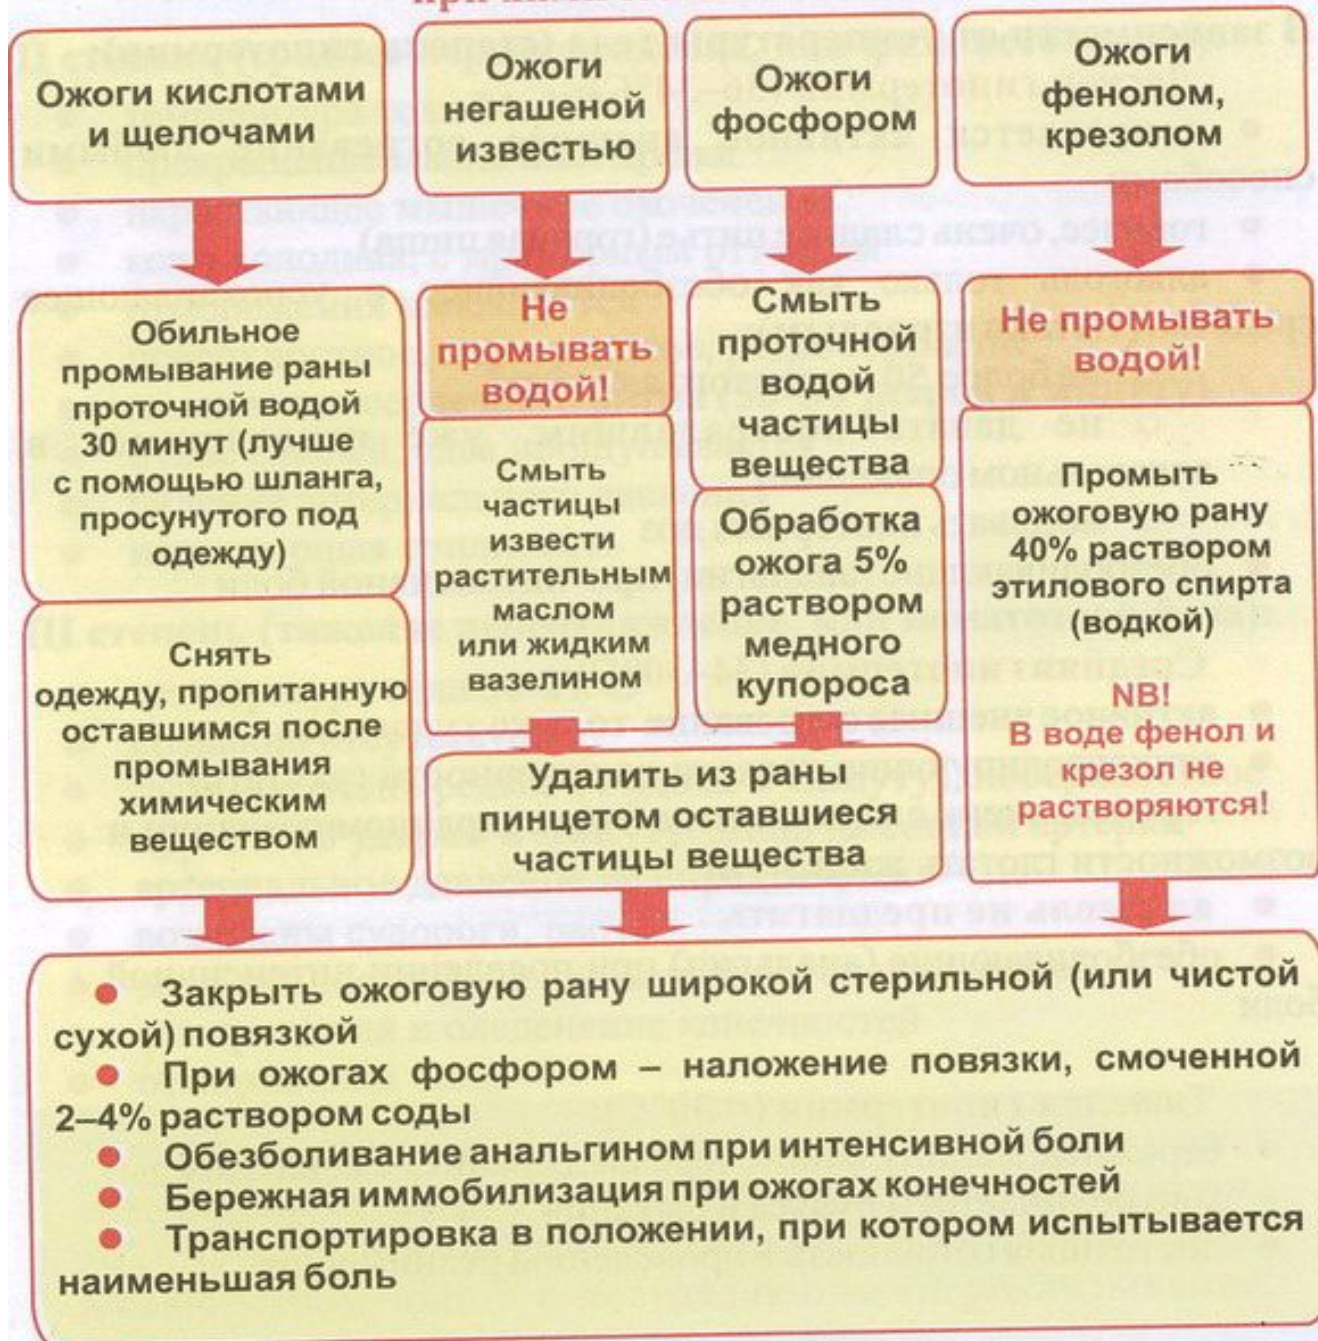 Ожоги кислотами
и щелочами
Ожоги
негашеной
известью
Ожоги
фосфором
Ожоги
фенолом,
крезолом
Обильное
промывание раны
проточной водой
30 минут (лучше
с помощью шланга,
просунутого под
одежду)
Снять
одежду, пропитанную
оставшимся после
промывания
химическим
веществом
Не
промывать
водой!
Смыть
частицы
извести
растительным
маслом
или жидким
вазелином
Смыть
проточной
водой
частицы
вещества
Обработка
ожога 5%
раствором
медного
купороса
Удалить из раны
пинцетом оставшиеся
частицы вещества
Не промывать
водой!
Промыть
ожоговую рану
40% раствором
этилового спирта
(водкой)
NB!
В воде фенол и
крезол не
растворяются!
● Закрыть ожоговую рану широкой стерильной (или чистой
сухой) повязкой
● При ожогах фосфором – наложение повязки, смоченной
2–4% раствором соды
● Обезболивание анальгином при интенсивной боли
● Бережная иммобилизация при ожогах конечностей
● Транспортировка в положении, при котором испытывается
наименьшая боль